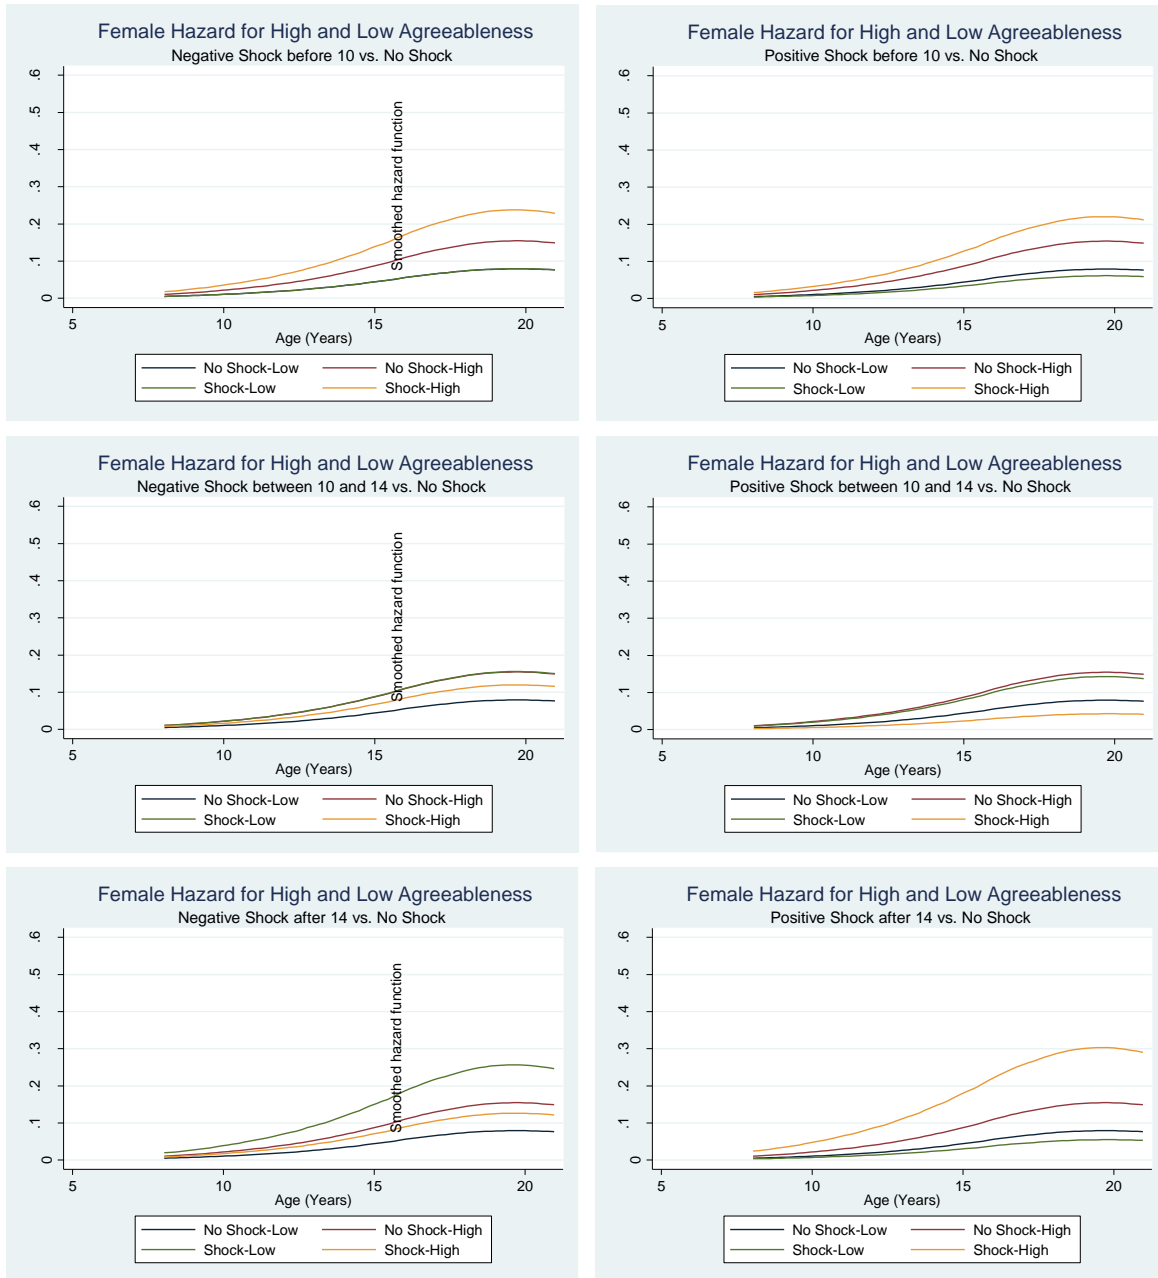 Female Hazard for High and Low Agreeableness
Negative Shock before 10 vs. No Shock
.6
.5
.4
.3
.2
.1
0
Smoothed hazard function
5 10 15 20
Age (Years)
No Shock-Low No Shock-High
Shock-Low Shock-High
Female Hazard for High and Low Agreeableness
Positive Shock before 10 vs. No Shock
.6
.5
.4
.3
.2
.1
0
5 10 15 20
Age (Years)
No Shock-Low No Shock-High
Shock-Low Shock-High
Female Hazard for High and Low Agreeableness
Negative Shock between 10 and 14 vs. No Shock
.6
.5
.4
.3
.2
.1
0
Smoothed hazard function
5 10 15 20
Age (Years)
No Shock-Low No Shock-High
Shock-Low Shock-High
Female Hazard for High and Low Agreeableness
Positive Shock between 10 and 14 vs. No Shock
.6
.5
.4
.3
.2
.1
0
5 10 15 20
Age (Years)
No Shock-Low No Shock-High
Shock-Low Shock-High
Female Hazard for High and Low Agreeableness
Negative Shock after 14 vs. No Shock
.6
.5
.4
.3
.2
.1
0
Smoothed hazard function
5 10 15 20
Age (Years)
No Shock-Low No Shock-High
Shock-Low Shock-High
Female Hazard for High and Low Agreeableness
Positive Shock after 14 vs. No Shock
.6
.5
.4
.3
.2
.1
0
5 10 15 20
Age (Years)
No Shock-Low No Shock-High
Shock-Low Shock-High